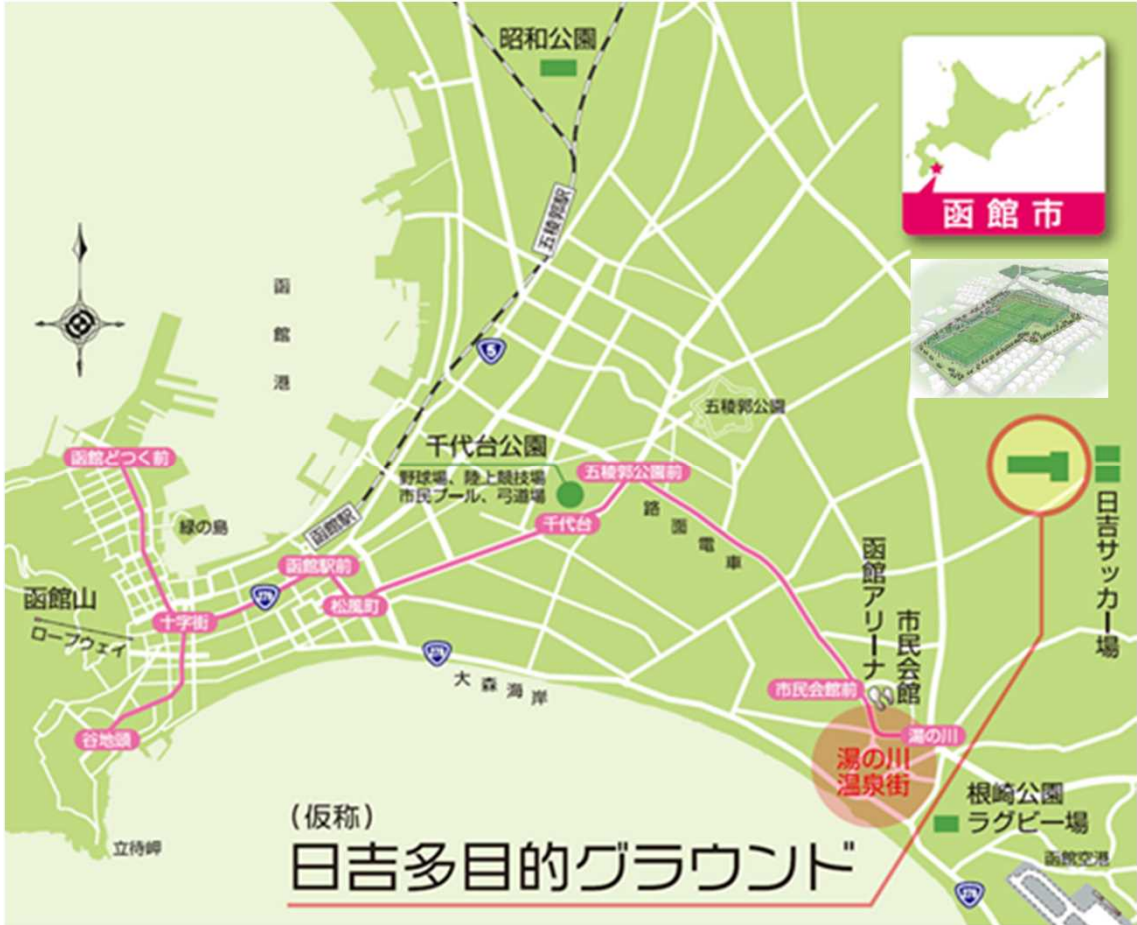 昭和公園
函館市
五稜郭駅
函館港
5
五稜郭公園
千代台公園
野球場、陸上競技場
市民プール、弓道場
五稜郭公園前
函館どつく前
千代台
路面電車
緑の島
函館駅
函館駅前
函館アリーナ
市民会館
日吉サッカー場
函館山
ロープウェイ
十字街
279
松風町
278
大森海岸
市民会館前
谷地頭
湯の川
湯の川
温泉街
根崎公園
ラグビー場
立待岬
函館空港
(仮称)
日吉多目的グラウンド
278